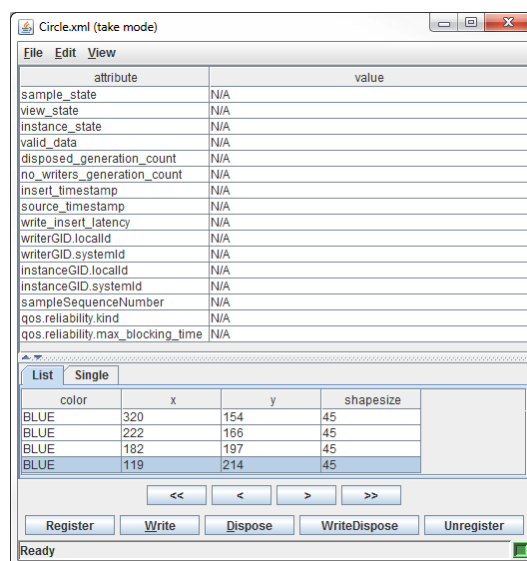 Circle.xml (take mode)
File Edit View
attribute value
sample_state N/A
view_state N/A
instance_state N/A
valid_data N/A
disposed_generation_count N/A
no_writers_generation_count N/A
insert_timestamp N/A
source_timestamp N/A
write_insert_latency N/A
writerGID.localId N/A
writerGID.systemId N/A
instanceGID.localId N/A
instanceGID.systemId N/A
sampleSequenceNumber N/A
qos.reliability.kind N/A
qos.reliability.max_blocking_time N/A
List Single
color x y shapesize
BLUE 320 154 45
BLUE 222 166 45
BLUE 182 197 45
BLUE 119 214 45
<< < > >>
Register Write Dispose WriteDispose Unregister
Ready